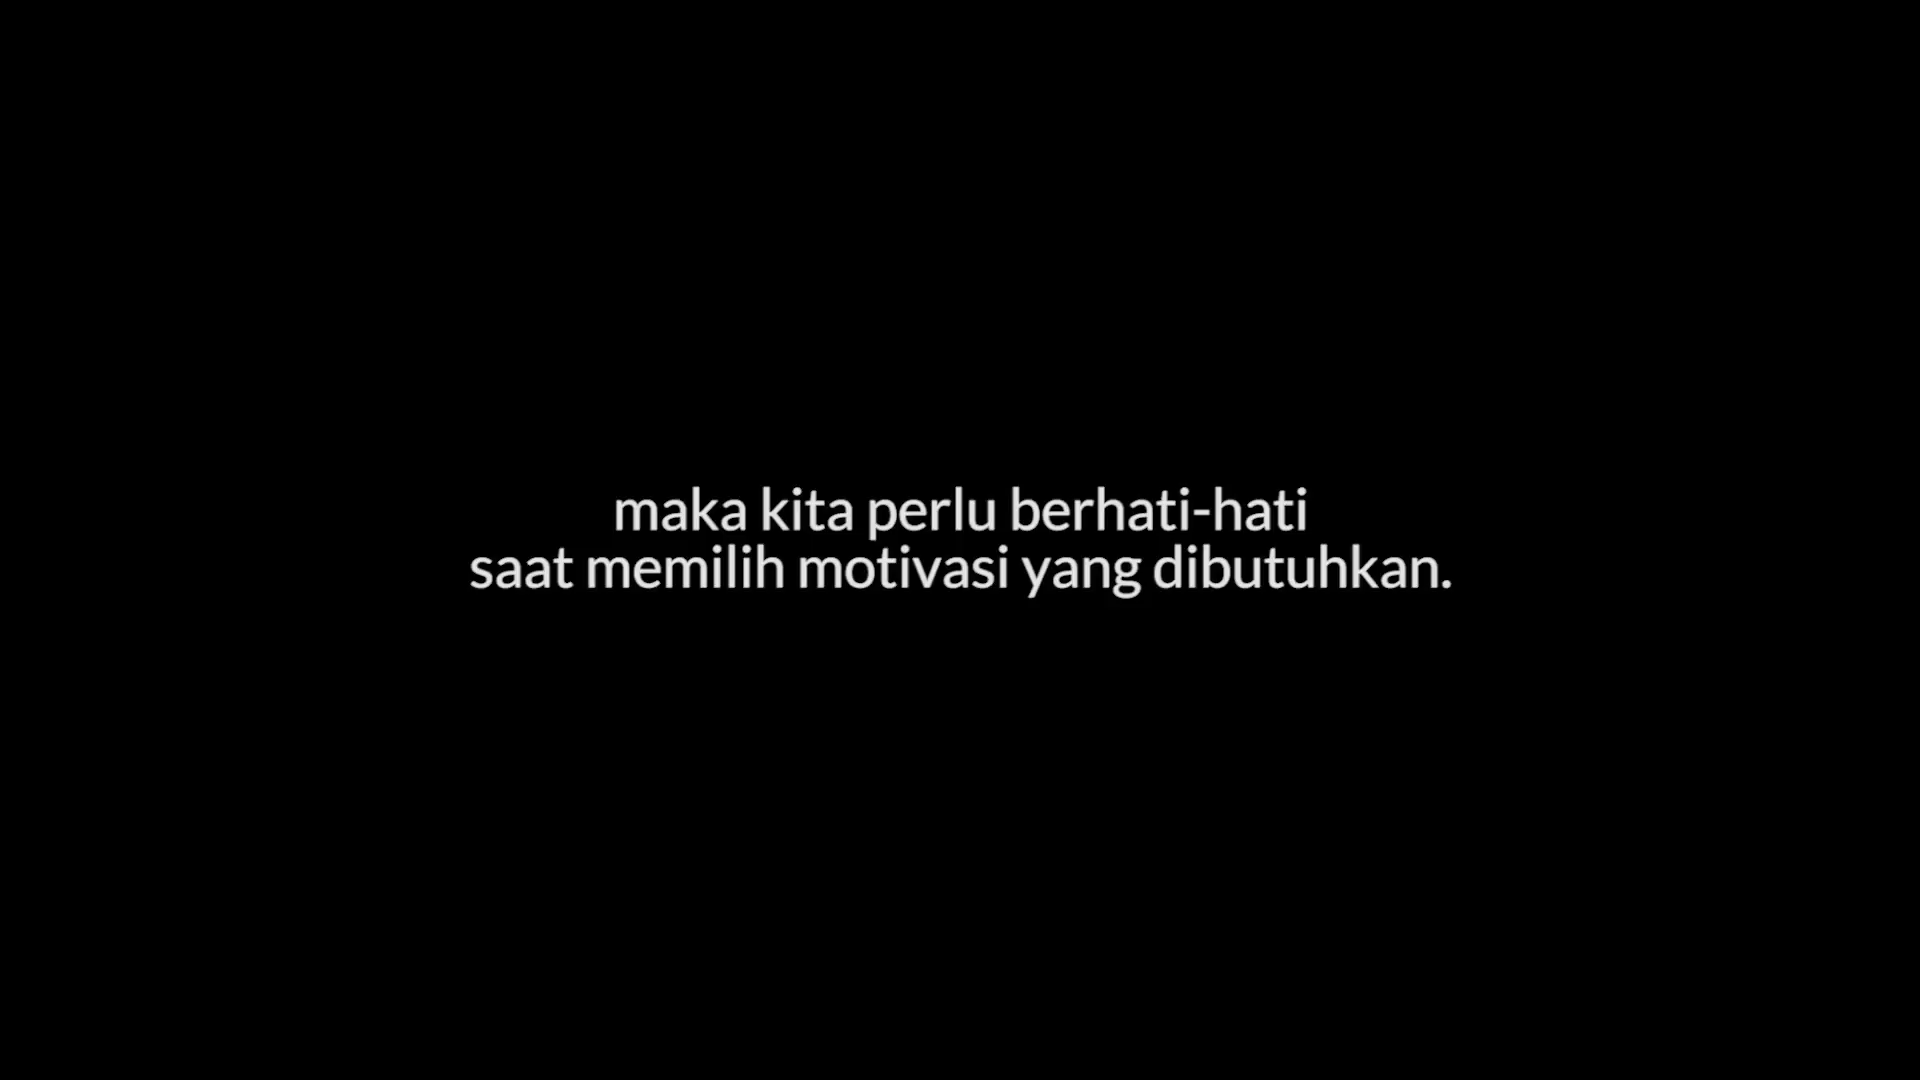 maka kita perlu berhati-hati
saat memilih motivasi yang dibutuhkan.